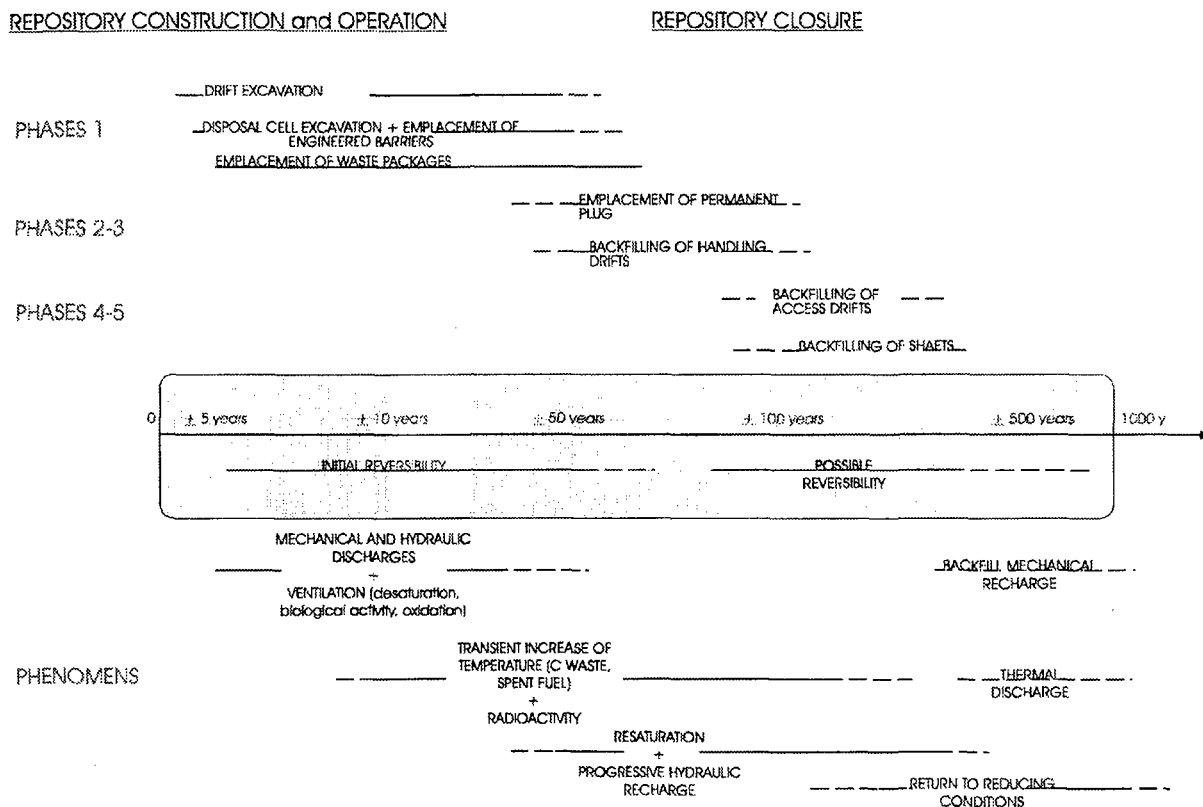 REPOSITORY CONSTRUCTION and OPERATION
REPOSITORY CLOSURE
DRIFT EXCAVATION
PHASES 1
DISPOSAL CELL EXCAVATION + EMPLACEMENT OF
ENGINEERED BARRIERS
EMPLACEMENT OF WASTE PACKAGES
PHASES 2-3
EMPLACEMENT OF PERMANENT
PLUG
BACKFILLING OF HANDLING
DRIFTS
PHASES 4-5
BACKFILLING OF
ACCESS DRIFTS
BACKFILLING OF SHAFTS
0
± 5 years
± 10 years
± 50 years
± 100 years
± 500 years
1000 y
INITIAL REVERSIBILITY
POSSIBLE
REVERSIBILITY
MECHANICAL AND HYDRAULIC
DISCHARGES
+
VENTILATION (desaturation,
biological activity, oxidation)
BACKFILL MECHANICAL
RECHARGE
PHENOMENS
TRANSIENT INCREASE OF
TEMPERATURE (C WASTE,
SPENT FUEL)
+
RADIOACTIVITY
THERMAL
DISCHARGE
RESATURATION
+
PROGRESSIVE HYDRAULIC
RECHARGE
RETURN TO REDUCING
CONDITIONS